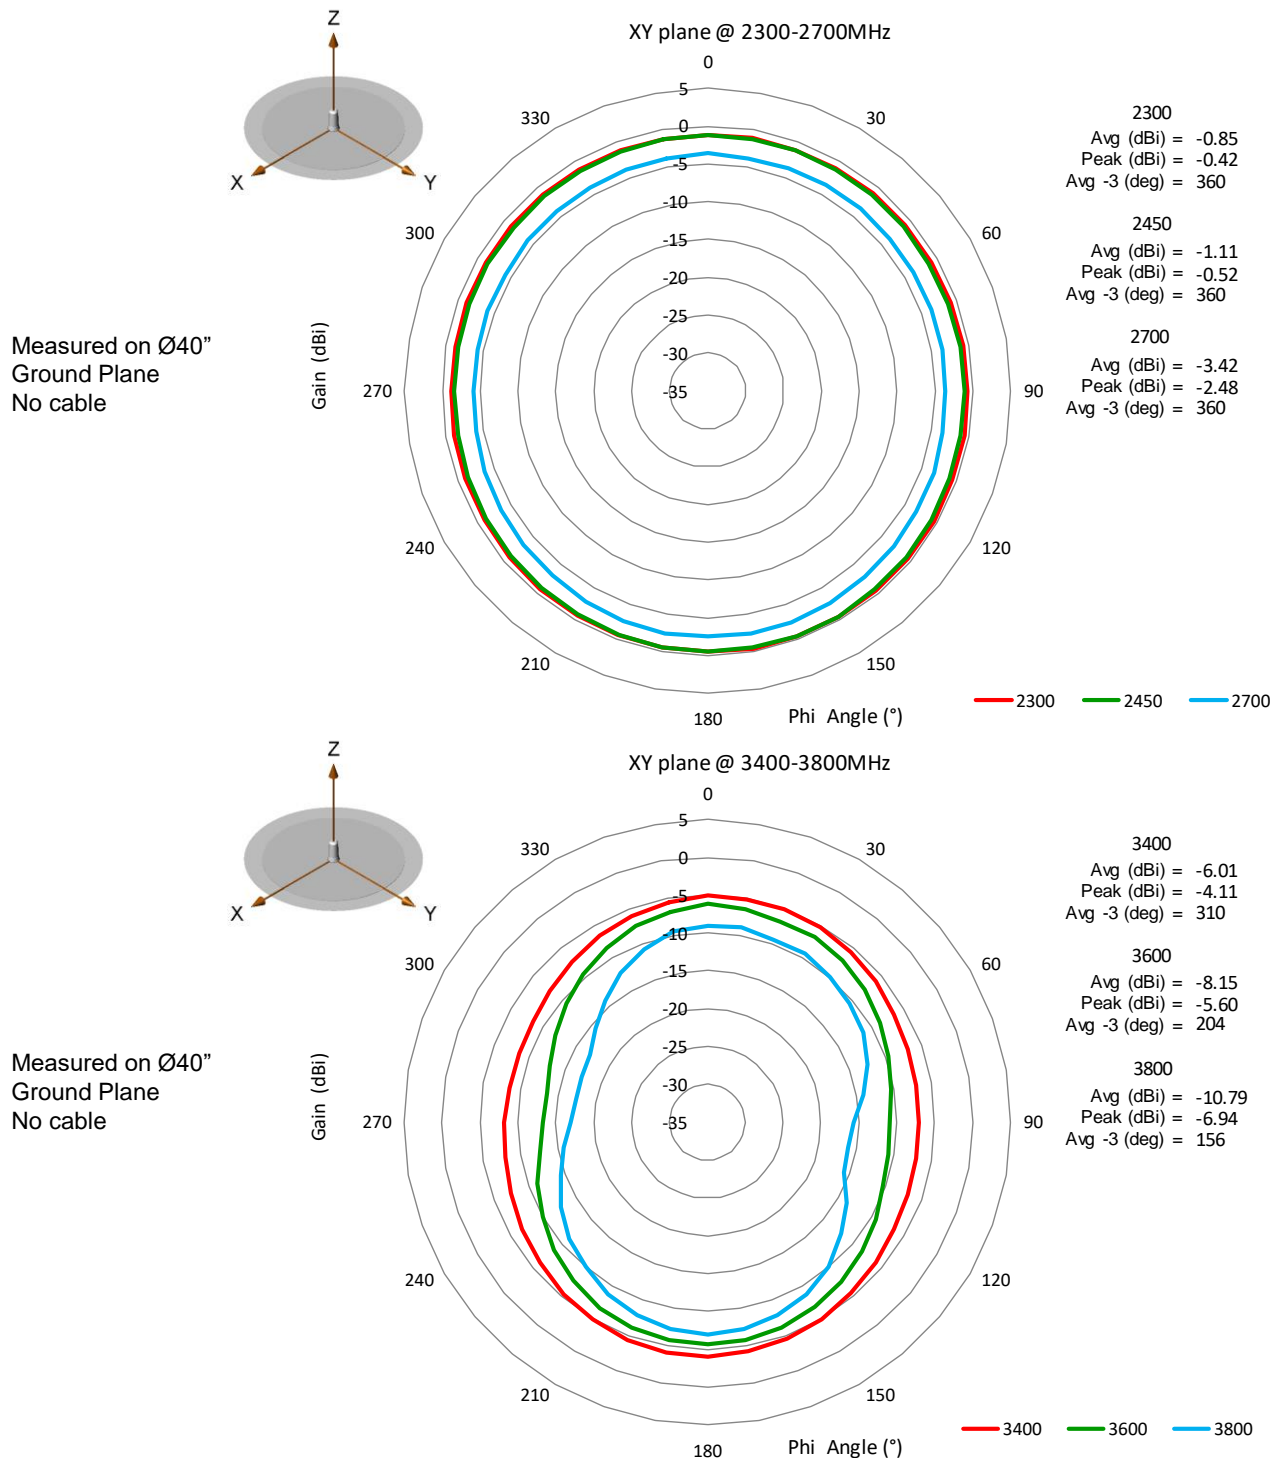 Z
X
Y
XY plane @ 2300-2700MHz
0
30
60
90
120
150
180
210
240
270
300
330
5
0
-5
-10
-15
-20
-25
-30
-35
Gain (dBi)
Phi Angle (°)
Measured on Ø40”
Ground Plane
No cable
2300
Avg (dBi) = -0.85
Peak (dBi) = -0.42
Avg -3 (deg) = 360
2450
Avg (dBi) = -1.11
Peak (dBi) = -0.52
Avg -3 (deg) = 360
2700
Avg (dBi) = -3.42
Peak (dBi) = -2.48
Avg -3 (deg) = 360
2300 2450 2700
Z
X
Y
XY plane @ 3400-3800MHz
0
30
60
90
120
150
180
210
240
270
300
330
5
0
-5
-10
-15
-20
-25
-30
-35
Gain (dBi)
Phi Angle (°)
Measured on Ø40”
Ground Plane
No cable
3400
Avg (dBi) = -6.01
Peak (dBi) = -4.11
Avg -3 (deg) = 310
3600
Avg (dBi) = -8.15
Peak (dBi) = -5.60
Avg -3 (deg) = 204
3800
Avg (dBi) = -10.79
Peak (dBi) = -6.94
Avg -3 (deg) = 156
3400 3600 3800